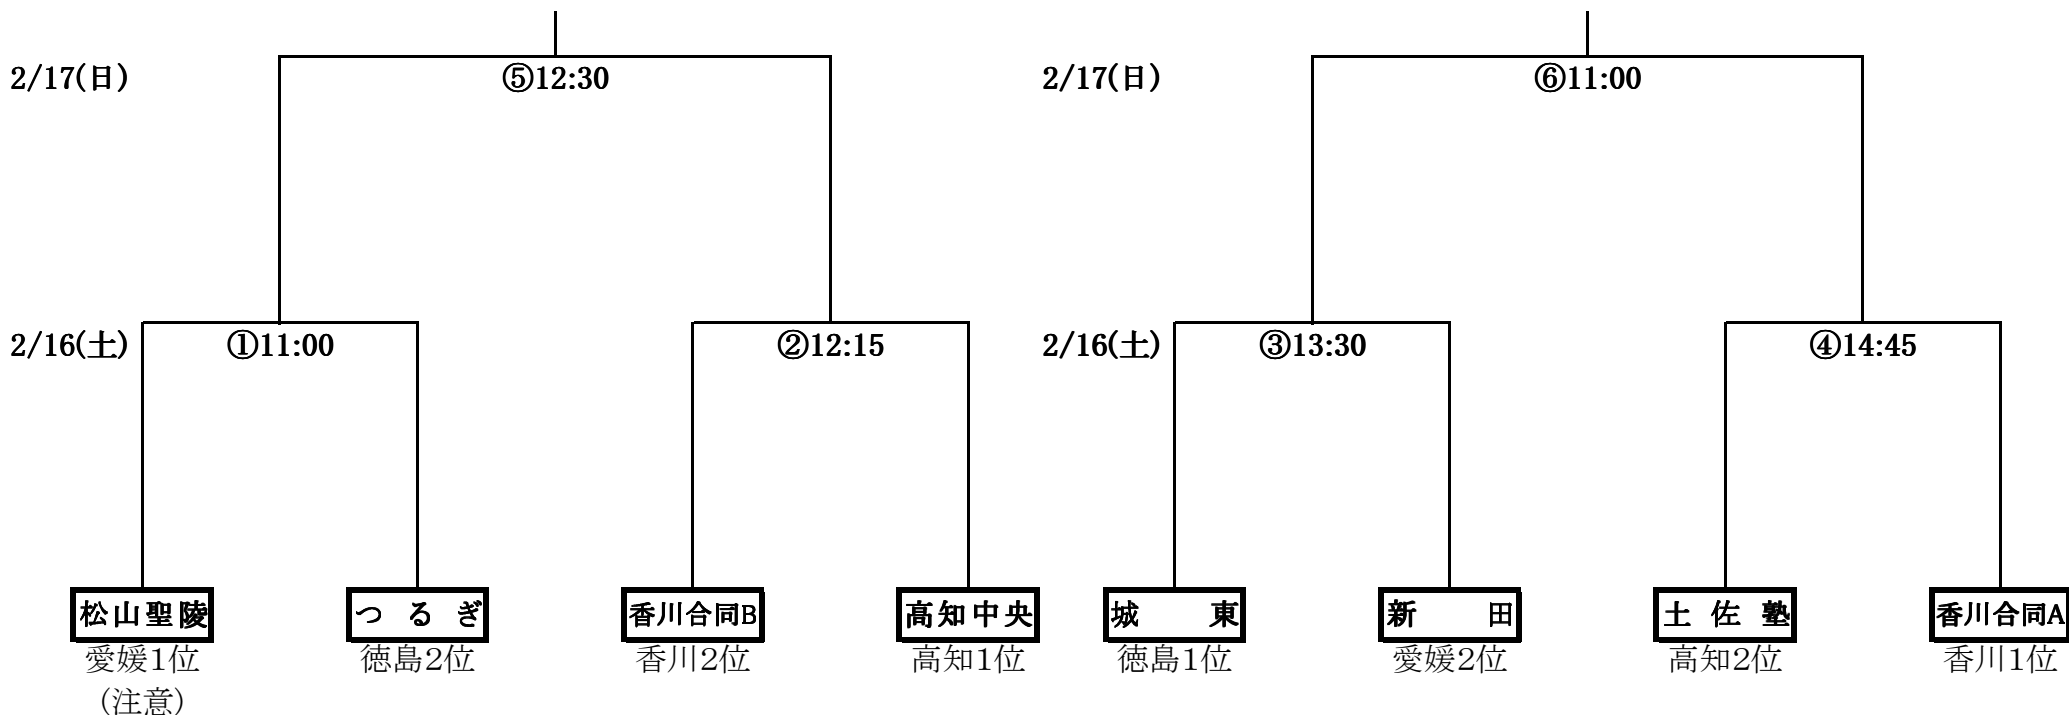 2/17(日) ⑤12:30 2/17(日) ⑥11:00
2/16(土) ①11:00 ②12:15 2/16(土) ③13:30 ④14:45
松山聖陵 つるぎ 香川合同B 高知中央 城東 新田 土佐塾 香川合同A
愛媛1位 徳島2位 香川2位 高知1位 徳島1位 愛媛2位 高知2位 香川1位
(注意)